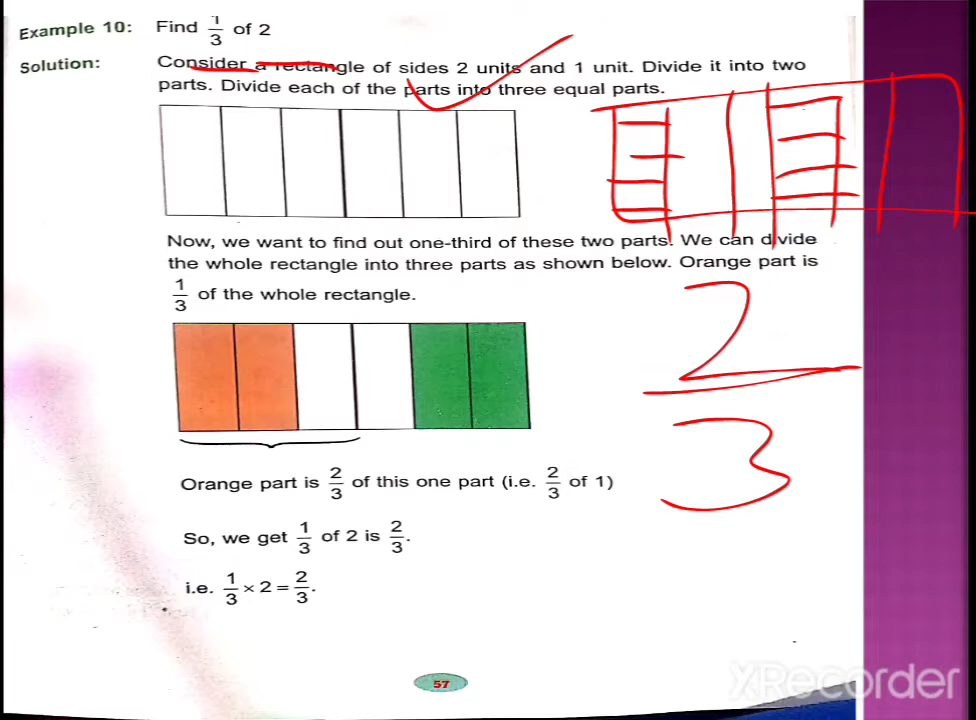 Example 10: Find 1/3 of 2
Solution: Consider a rectangle of sides 2 units and 1 unit. Divide it into two
parts. Divide each of the parts into three equal parts.
Now, we want to find out one-third of these two parts. We can divide
the whole rectangle into three parts as shown below. Orange part is
1/3 of the whole rectangle.
2
3
Orange part is 2/3 of this one part (i.e. 2/3 of 1)
So, we get 1/3 of 2 is 2/3.
i.e. 1/3 × 2 = 2/3.
57
XRecorder